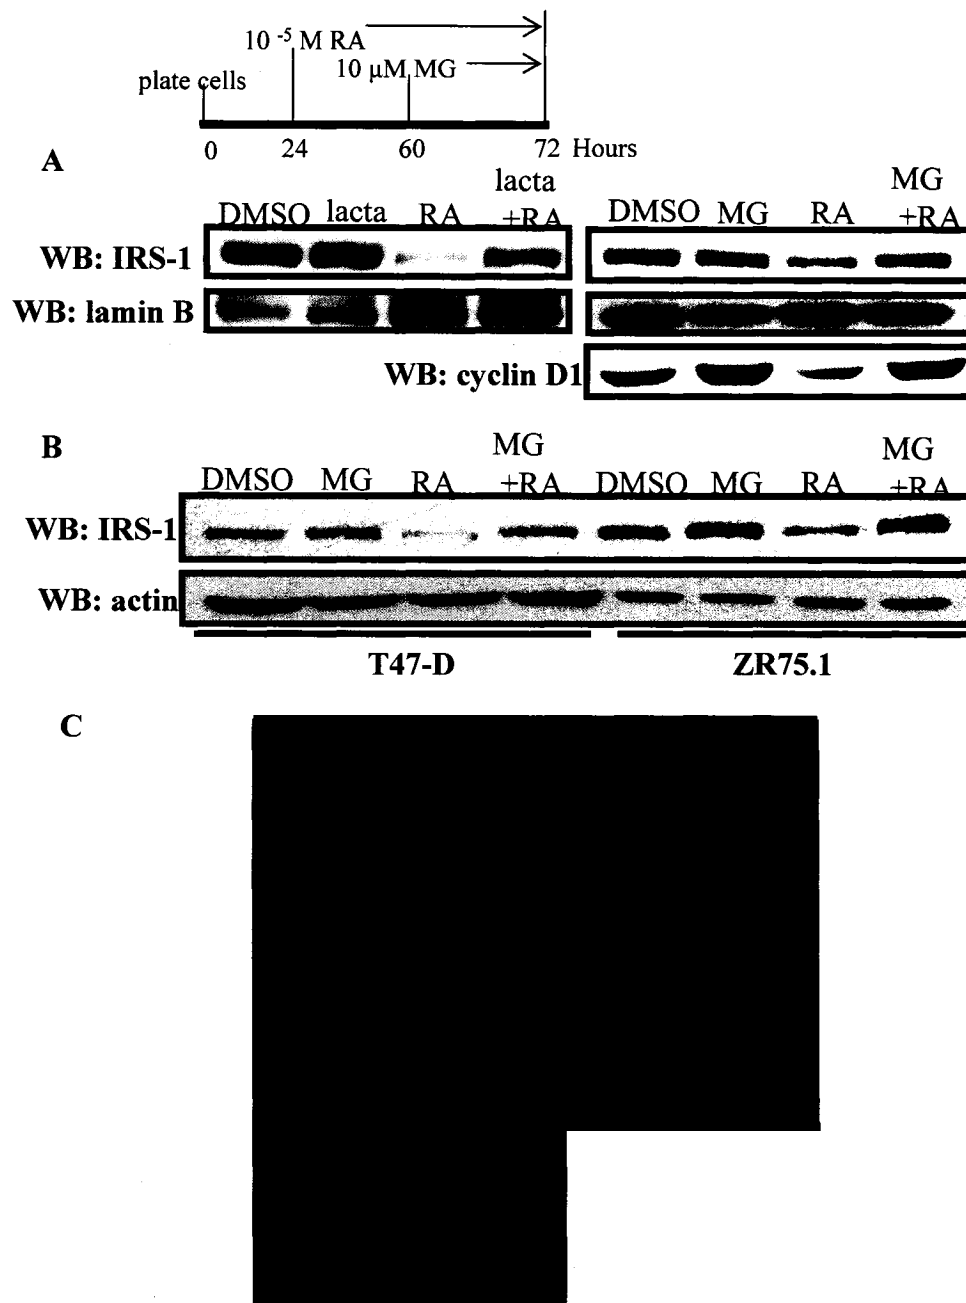 10 -5 M RA
10 μM MG
plate cells
0 24 60 72 Hours
A
DMSO lacta RA lacta +RA DMSO MG RA MG +RA
WB: IRS-1
WB: lamin B
WB: cyclin D1
B
DMSO MG RA MG +RA DMSO MG RA MG +RA
WB: IRS-1
WB: actin
T47-D ZR75.1
C